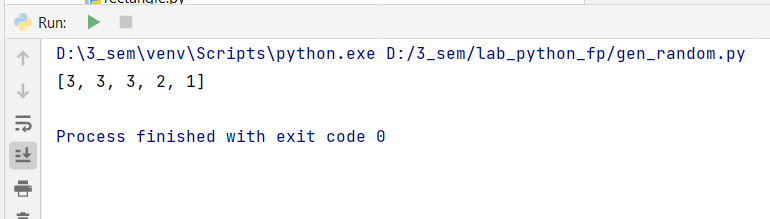 rectangle.py
Run:
D:\3_sem\venv\Scripts\python.exe D:/3_sem/lab_python_fp/gen_random.py
[3, 3, 3, 2, 1]
Process finished with exit code 0